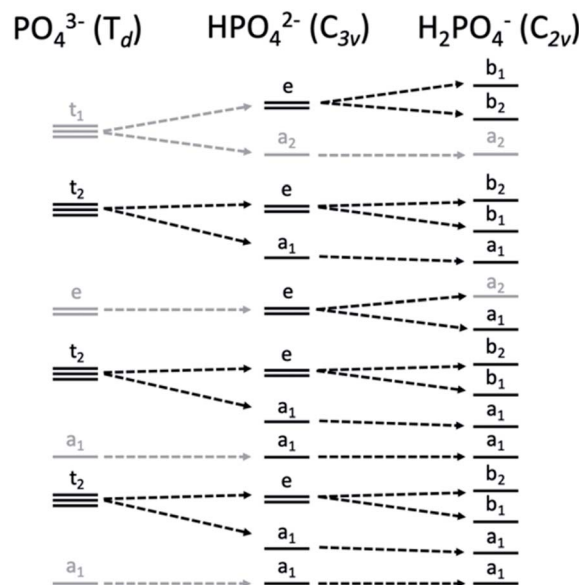 PO₄³⁻ (T_d) HPO₄²⁻ (C₃ᵥ) H₂PO₄⁻ (C₂ᵥ)
b₁
e
t₁ b₂
a₂ a₂
b₂
t₂ e
b₁
a₁ a₁
a₂
e e
a₁
b₂
t₂ e
b₁
a₁ a₁
a₁ a₁ a₁
b₂
t₂ e
b₁
a₁ a₁
a₁ a₁ a₁